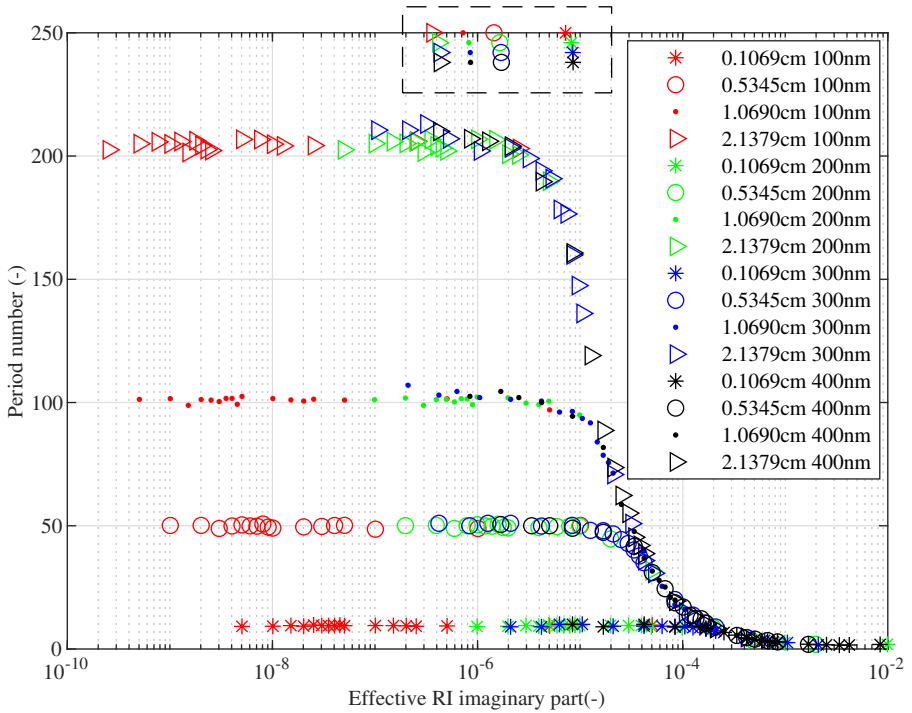 250
200
150
100
50
0
10^-10
10^-8
10^-6
10^-4
10^-2
Period number (-)
Effective RI imaginary part(-)
0.1069cm 100nm
0.5345cm 100nm
1.0690cm 100nm
2.1379cm 100nm
0.1069cm 200nm
0.5345cm 200nm
1.0690cm 200nm
2.1379cm 200nm
0.1069cm 300nm
0.5345cm 300nm
1.0690cm 300nm
2.1379cm 300nm
0.1069cm 400nm
0.5345cm 400nm
1.0690cm 400nm
2.1379cm 400nm